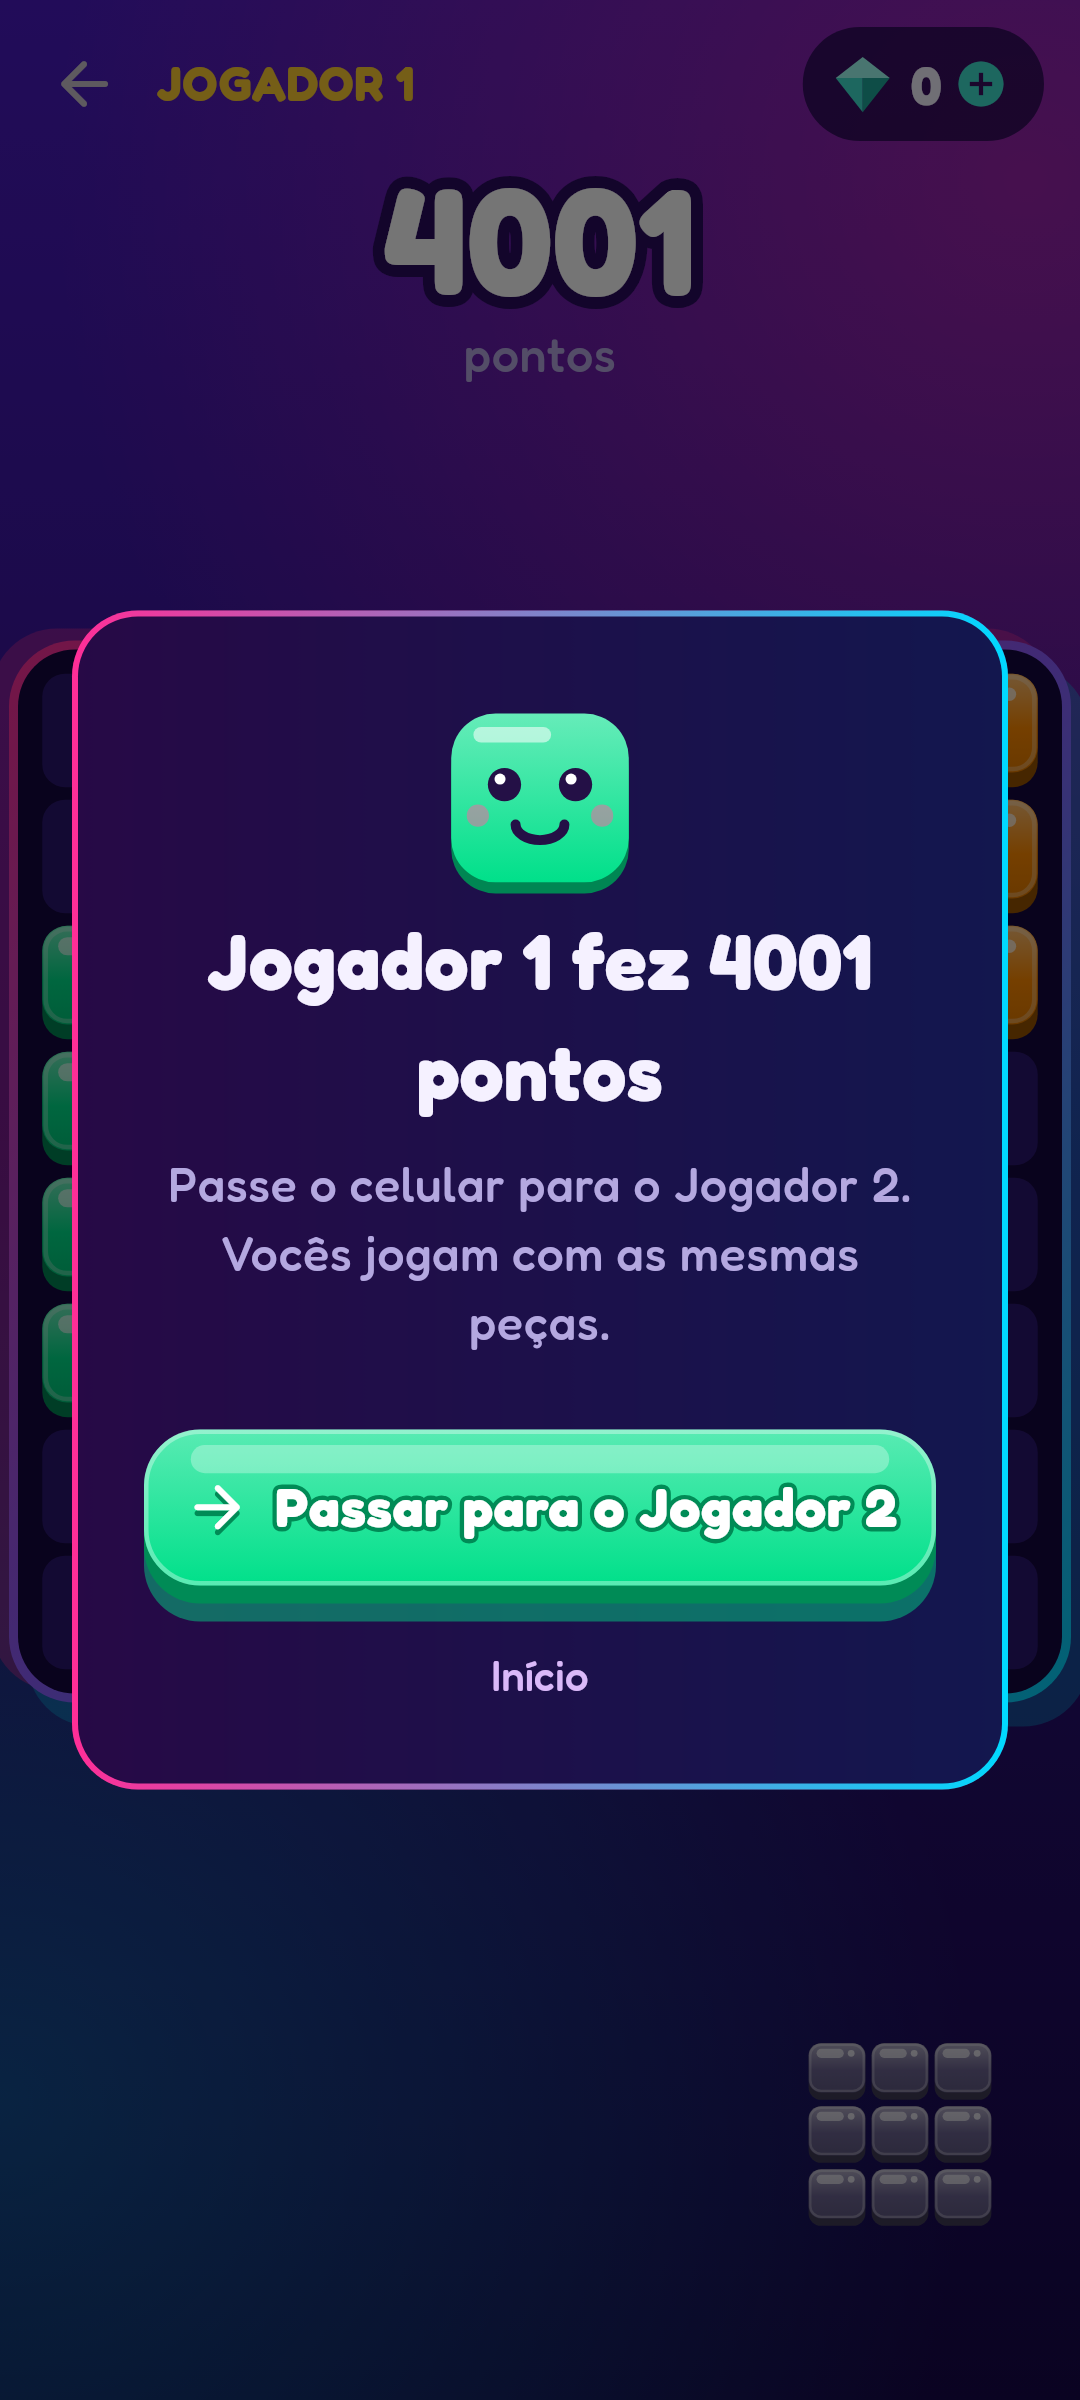 JOGADOR 1
0
4001
pontos
Jogador 1 fez 4001
pontos
Passe o celular para o Jogador 2.
Vocês jogam com as mesmas
peças.
Passar para o Jogador 2
Início